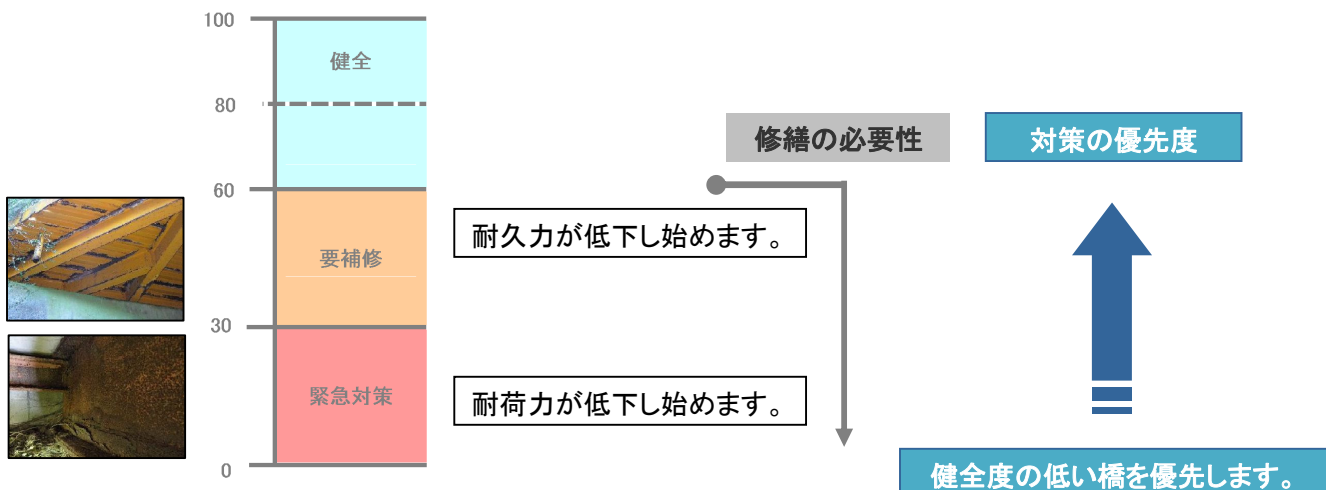 100
健全
80
修繕の必要性
対策の優先度
60
耐久力が低下し始めます。
要補修
30
緊急対策
耐荷力が低下し始めます。
0
健全度の低い橋を優先します。